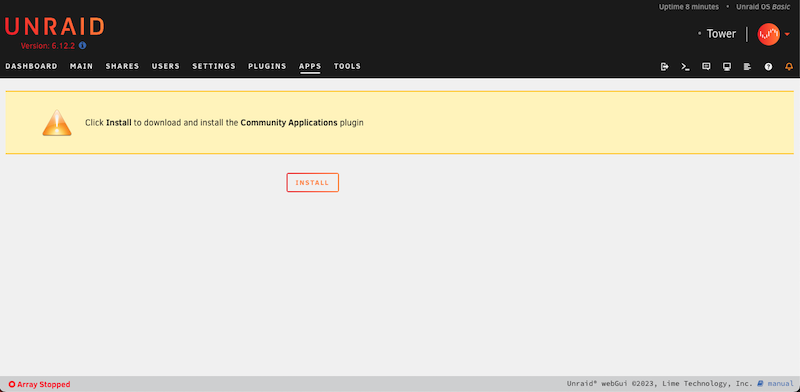 Uptime 8 minutes • Unraid OS Basic
UNRAID
Version: 6.12.2
Tower
DASHBOARD MAIN SHARES USERS SETTINGS PLUGINS APPS TOOLS
Click Install to download and install the Community Applications plugin
INSTALL
Array Stopped
Unraid® webGui ©2023, Lime Technology, Inc. manual